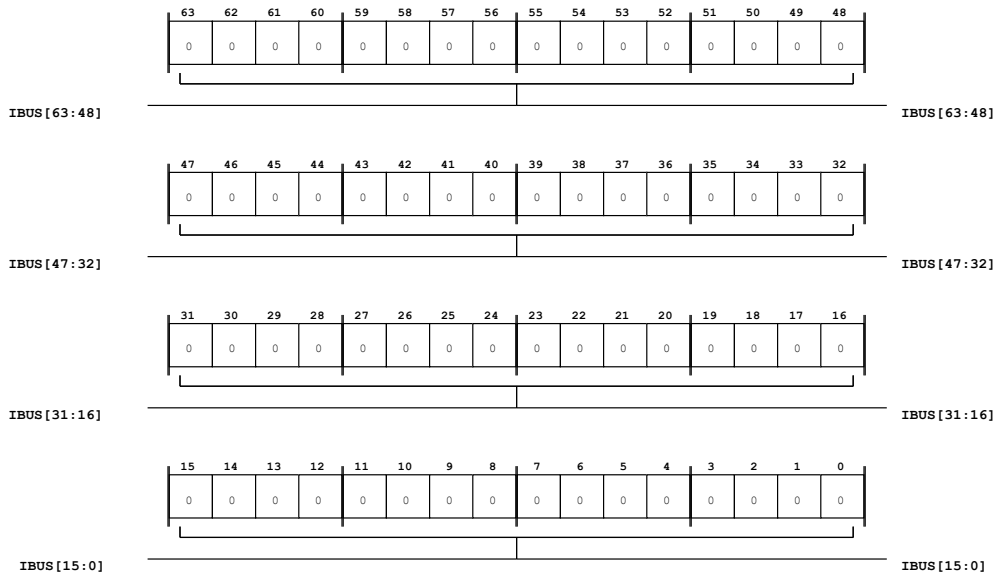 63 62 61 60 59 58 57 56 55 54 53 52 51 50 49 48
0 0 0 0 0 0 0 0 0 0 0 0 0 0 0 0
IBUS[63:48] IBUS[63:48]
47 46 45 44 43 42 41 40 39 38 37 36 35 34 33 32
0 0 0 0 0 0 0 0 0 0 0 0 0 0 0 0
IBUS[47:32] IBUS[47:32]
31 30 29 28 27 26 25 24 23 22 21 20 19 18 17 16
0 0 0 0 0 0 0 0 0 0 0 0 0 0 0 0
IBUS[31:16] IBUS[31:16]
15 14 13 12 11 10 9 8 7 6 5 4 3 2 1 0
0 0 0 0 0 0 0 0 0 0 0 0 0 0 0 0
IBUS[15:0] IBUS[15:0]